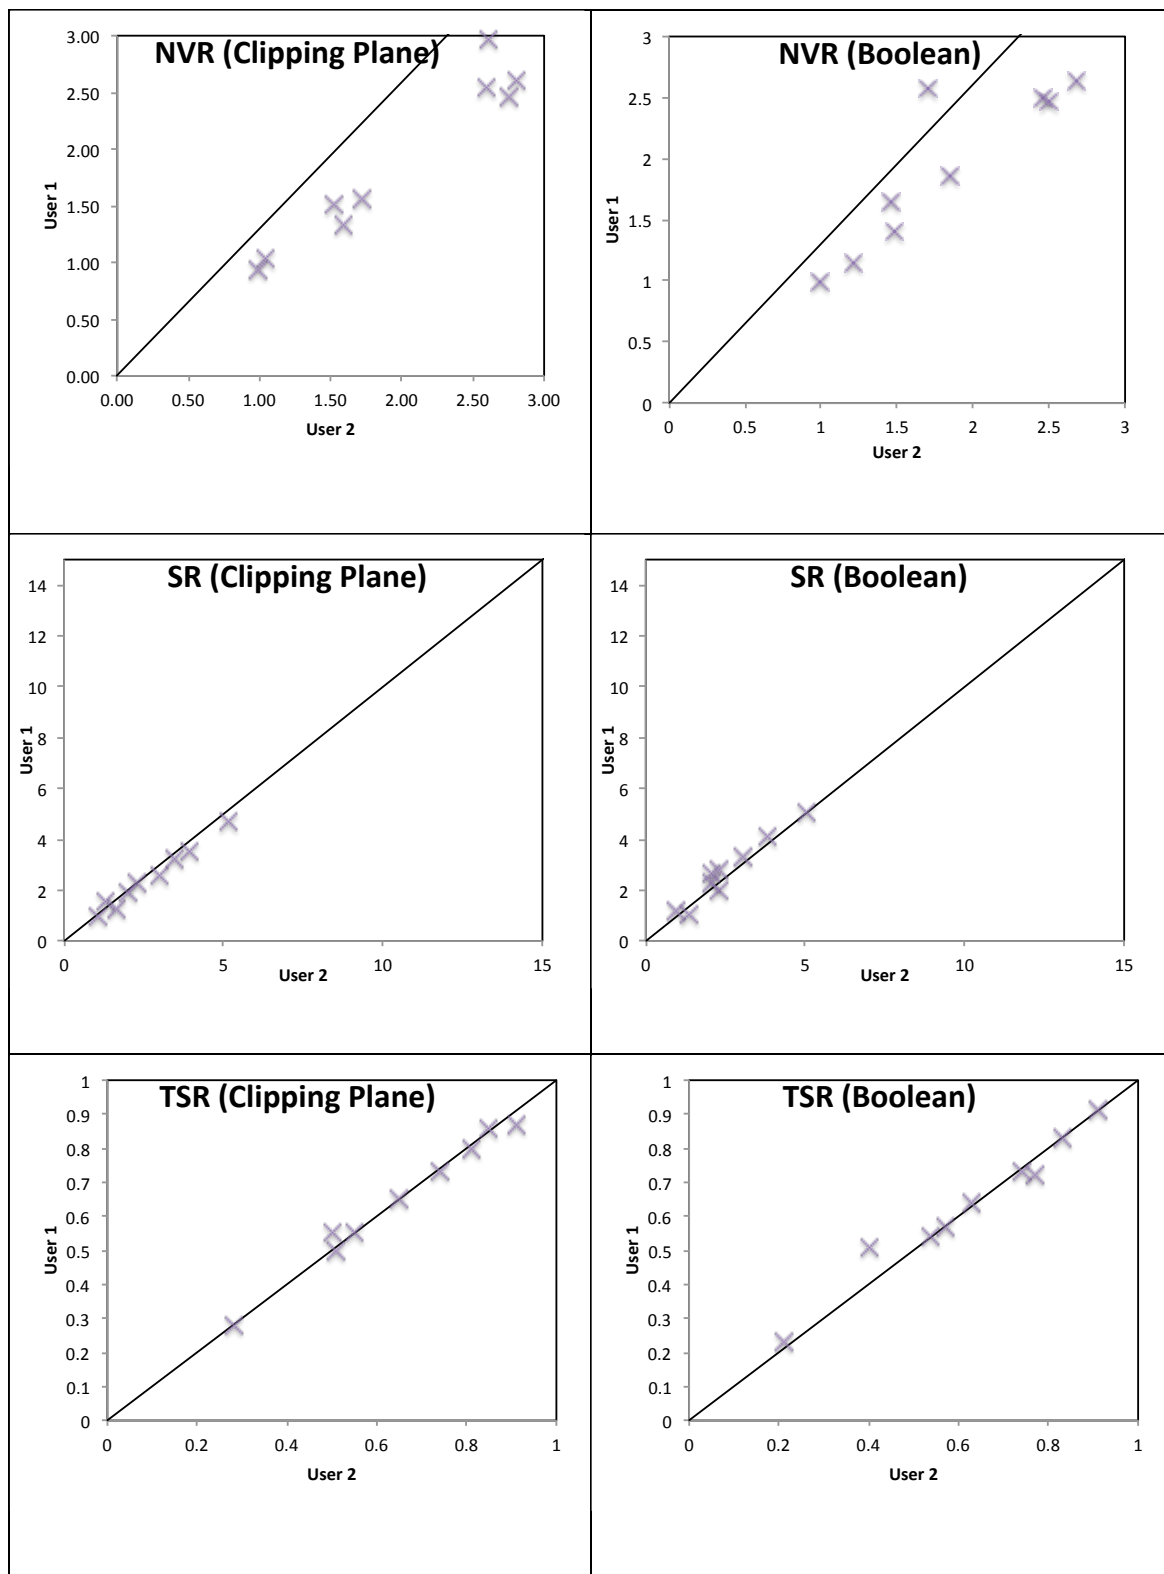 NVR (Clipping Plane)
3.00
2.50
2.00
1.50
1.00
0.50
0.00
User 1
0.00 0.50 1.00 1.50 2.00 2.50 3.00
User 2
NVR (Boolean)
3
2.5
2
1.5
1
0.5
0
User 1
0 0.5 1 1.5 2 2.5 3
User 2
SR (Clipping Plane)
14
12
10
8
6
4
2
0
User 1
0 5 10 15
User 2
SR (Boolean)
14
12
10
8
6
4
2
0
User 1
0 5 10 15
User 2
TSR (Clipping Plane)
1
0.9
0.8
0.7
0.6
0.5
0.4
0.3
0.2
0.1
0
User 1
0 0.2 0.4 0.6 0.8 1
User 2
TSR (Boolean)
1
0.9
0.8
0.7
0.6
0.5
0.4
0.3
0.2
0.1
0
User 1
0 0.2 0.4 0.6 0.8 1
User 2